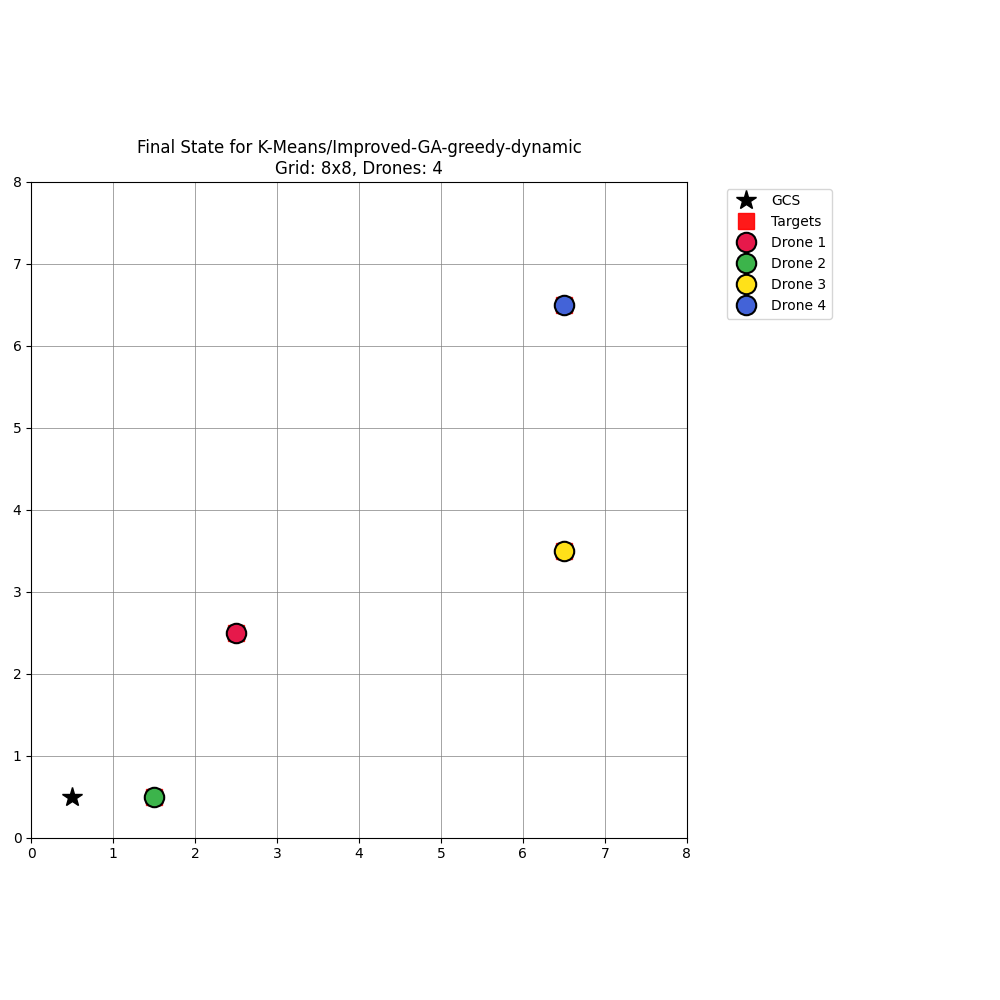 Final State for K-Means/Improved-GA-greedy-dynamic
Grid: 8x8, Drones: 4
GCS
Targets
Drone 1
Drone 2
Drone 3
Drone 4
8
7
6
5
4
3
2
1
0
0 1 2 3 4 5 6 7 8